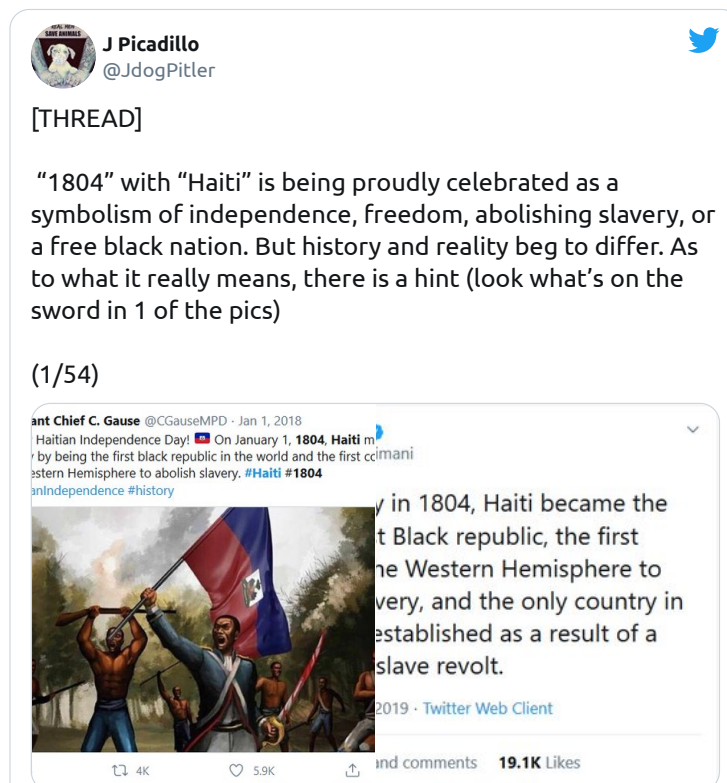 REAL MEN
SAVE ANIMALS
J Picadillo
@JdogPitler
[THREAD]
“1804” with “Haiti” is being proudly celebrated as a
symbolism of independence, freedom, abolishing slavery, or
a free black nation. But history and reality beg to differ. As
to what it really means, there is a hint (look what’s on the
sword in 1 of the pics)
(1/54)
ant Chief C. Gause @CGauseMPD · Jan 1, 2018
Haitian Independence Day! On January 1, 1804, Haiti m
by being the first black republic in the world and the first co
estern Hemisphere to abolish slavery. #Haiti #1804
anIndependence #history
4K
5.9K
imani
y in 1804, Haiti became the
t Black republic, the first
he Western Hemisphere to
very, and the only country in
established as a result of a
slave revolt.
2019 · Twitter Web Client
and comments 19.1K Likes